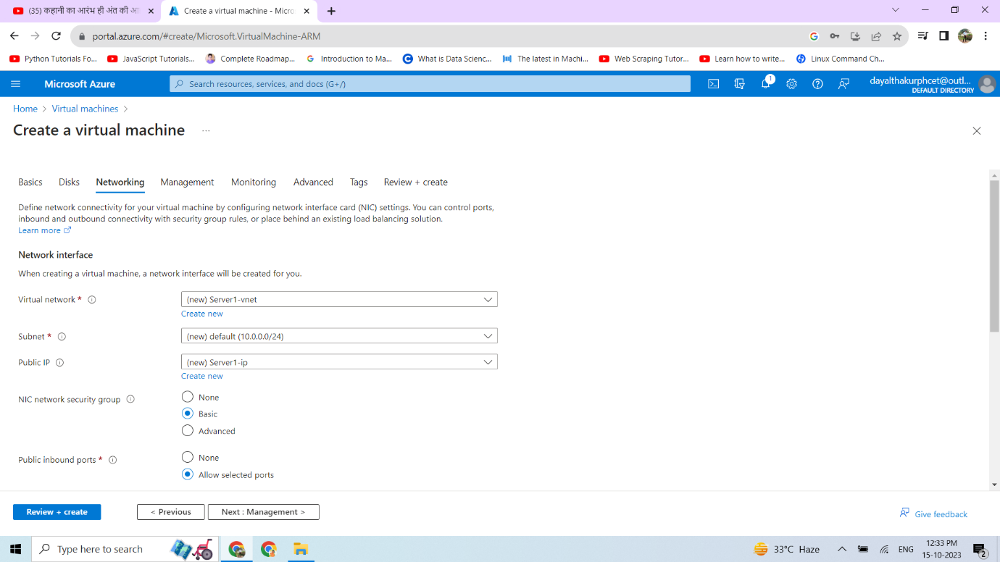 (35) कहानी का आरंभ ही अंत की
Create a virtual machine - Micro
portal.azure.com/#create/Microsoft.VirtualMachine-ARM
Python Tutorials Fo... JavaScript Tutorials... Complete Roadmap... Introduction to Ma... What is Data Scienc... The latest in Machi... Web Scraping Tutor... Learn how to write... Linux Command Ch...
Microsoft Azure
Search resources, services, and docs (G+/)
1
dayalthakurphcet@outl...
DEFAULT DIRECTORY
Home > Virtual machines >
Create a virtual machine ...
Basics Disks Networking Management Monitoring Advanced Tags Review + create
Define network connectivity for your virtual machine by configuring network interface card (NIC) settings. You can control ports,
inbound and outbound connectivity with security group rules, or place behind an existing load balancing solution.
Learn more
Network interface
When creating a virtual machine, a network interface will be created for you.
Virtual network * (new) Server1-vnet
Create new
Subnet * (new) default (10.0.0.0/24)
Public IP (new) Server1-ip
Create new
NIC network security group None
Basic
Advanced
Public inbound ports * None
Allow selected ports
Review + create < Previous Next : Management > Give feedback
Type here to search
33°C Haze
ENG
12:33 PM
15-10-2023
2